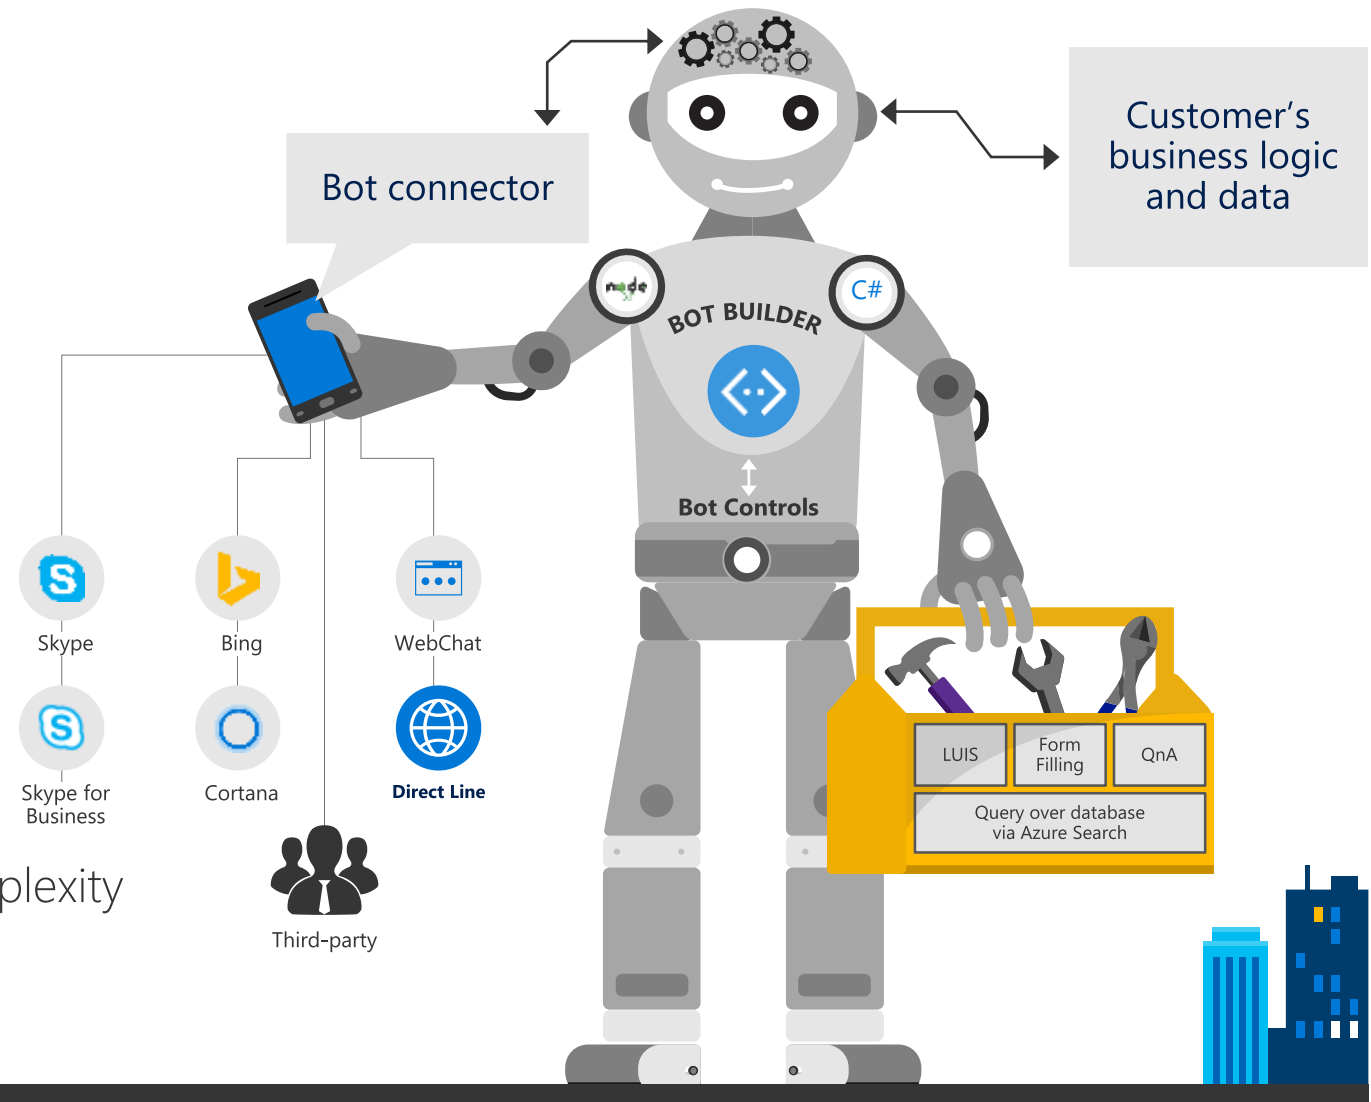 Customer's
business logic
and data
Bot connector
node
C#
BOT BUILDER
Bot Controls
Skype
Bing
WebChat
Skype for
Business
Cortana
Direct Line
LUIS
Form
Filling
QnA
Query over database
via Azure Search
plexity
Third-party